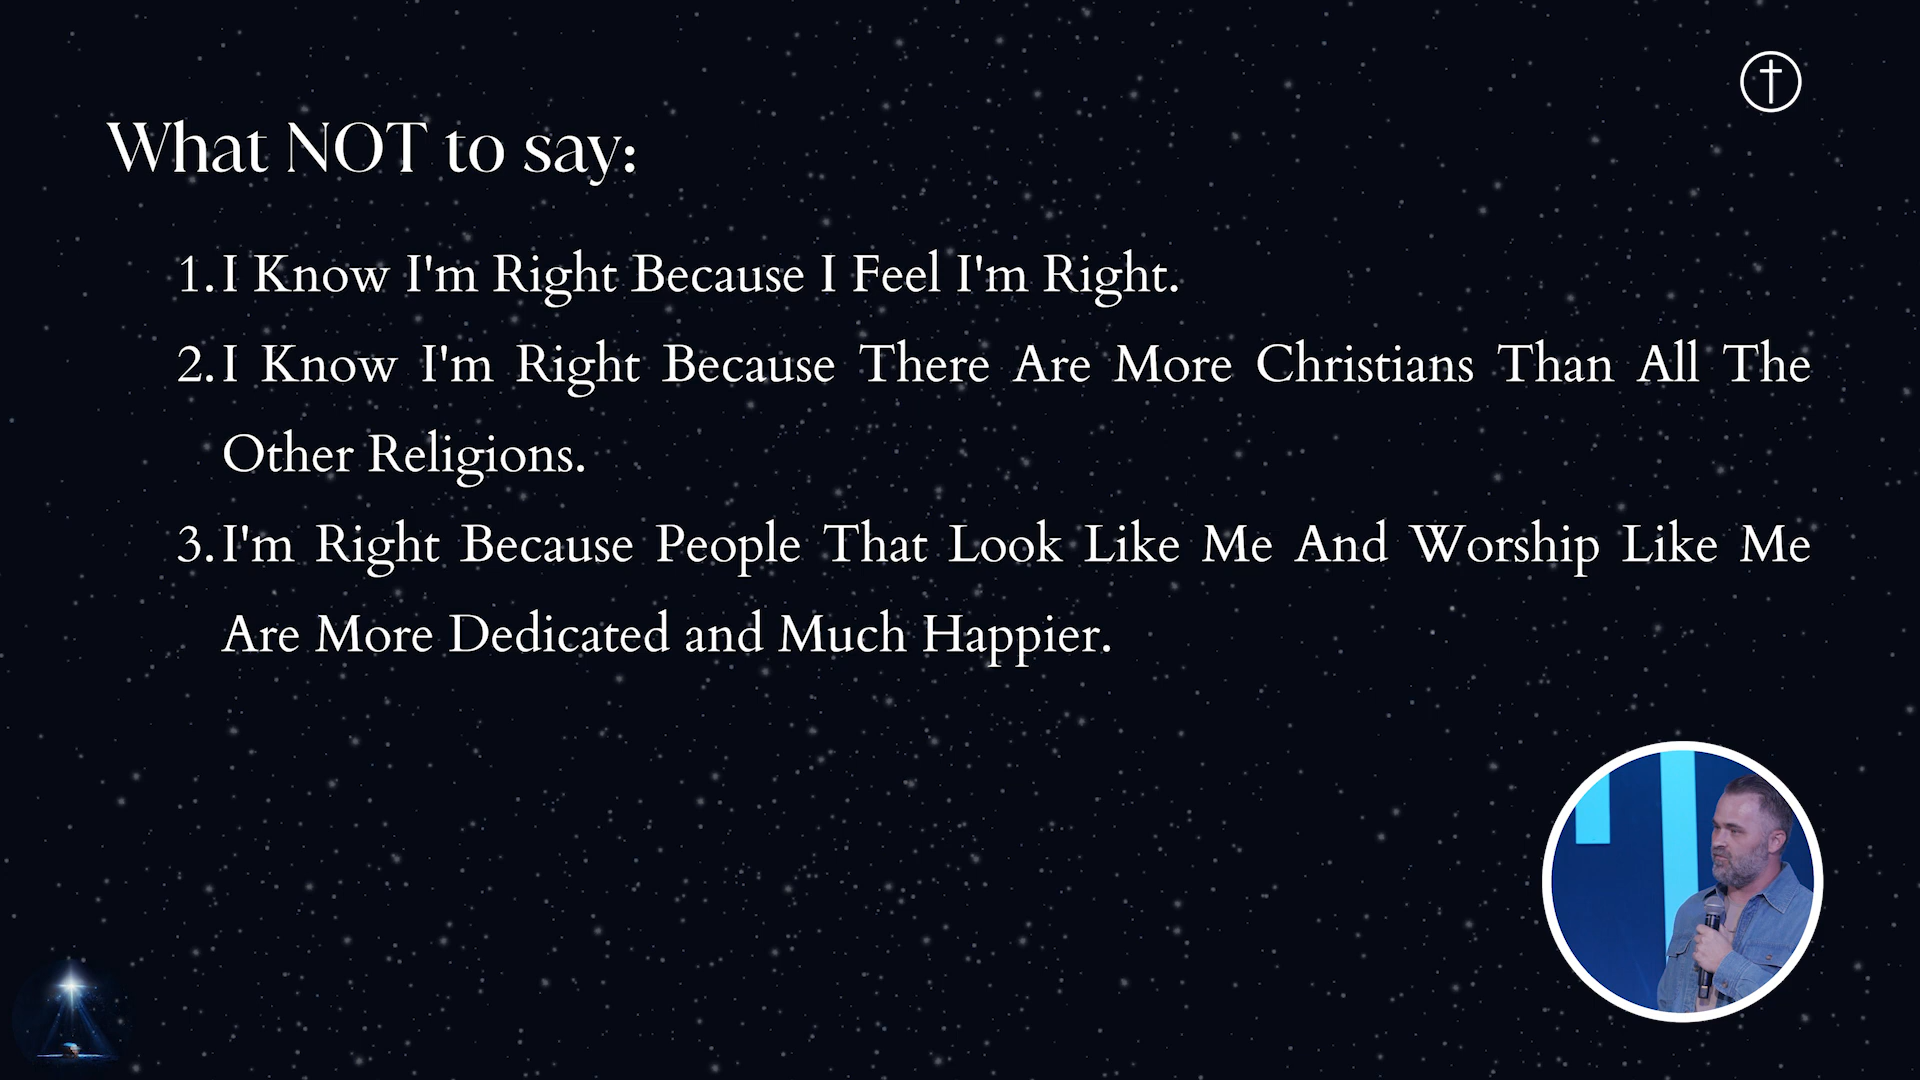 What NOT to say:
1. I Know I'm Right Because I Feel I'm Right.
2. I Know I'm Right Because There Are More Christians Than All The
Other Religions.
3. I'm Right Because People That Look Like Me And Worship Like Me
Are More Dedicated and Much Happier.